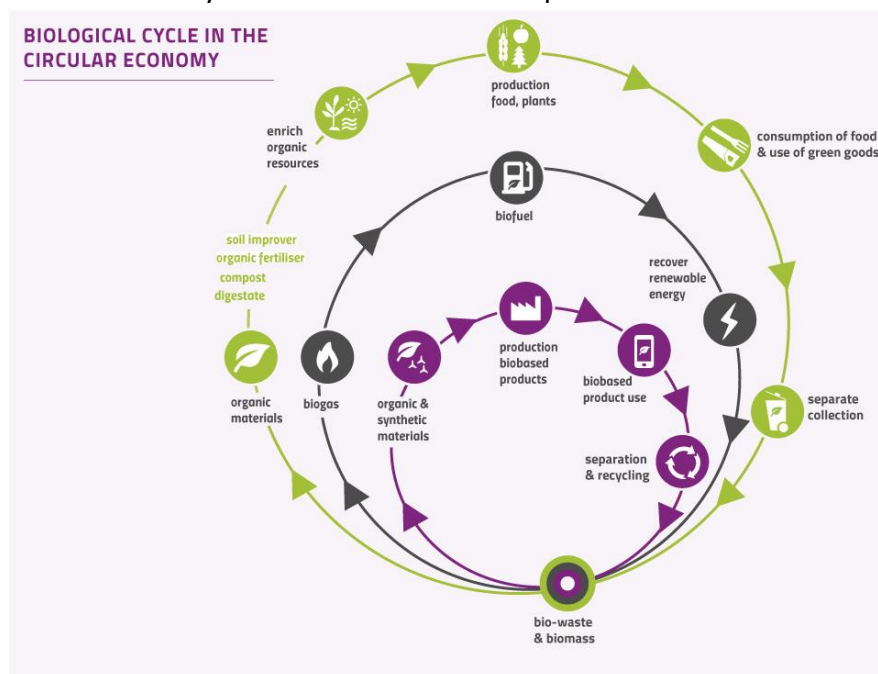 BIOLOGICAL CYCLE IN THE
CIRCULAR ECONOMY
production
food, plants
enrich
organic
resources
consumption of food
& use of green goods
biofuel
soil improver
organic fertiliser
compost
digestate
recover
renewable
energy
production
biobased
products
biobased
product use
organic
materials
biogas
organic &
synthetic
materials
separate
collection
separation
& recycling
bio-waste
& biomass